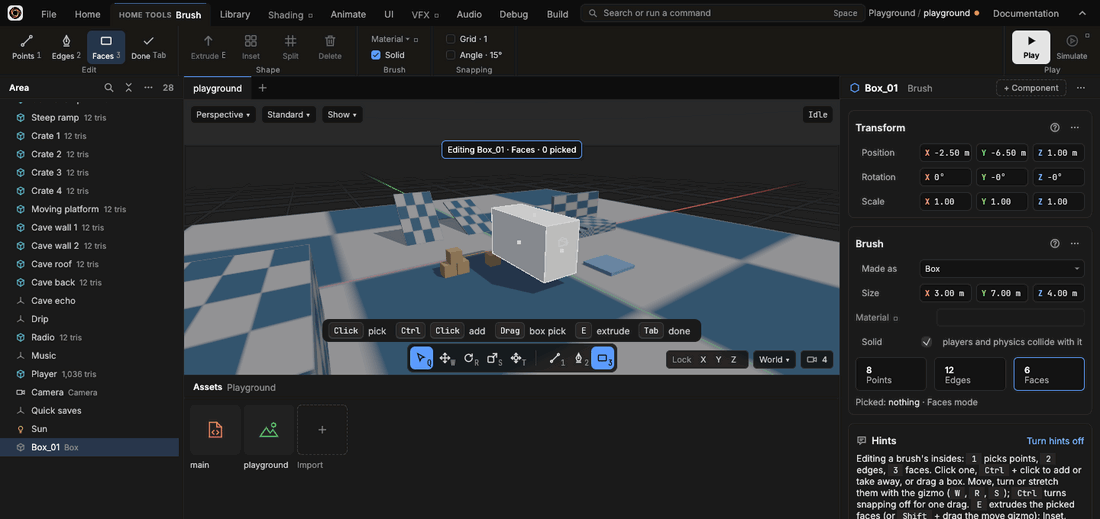 File Home HOME TOOLS Brush Library Shading Animate UI VFX Audio Debug Build Search or run a command Space Playground / playground Documentation
Points 1 Edges 2 Faces 3 Done Tab Extrude E Inset Split Delete Material Solid Grid · 1 Angle · 15° Play Simulate
Edit Shape Brush Snapping Play
Area 28
Steep ramp 12 tris
Crate 1 12 tris
Crate 2 12 tris
Crate 3 12 tris
Crate 4 12 tris
Moving platform 12 tris
Cave wall 1 12 tris
Cave wall 2 12 tris
Cave roof 12 tris
Cave back 12 tris
Cave echo
Drip
Radio 12 tris
Music
Player 1,036 tris
Camera Camera
Quick saves
Sun
Box_01 Box
playground
Perspective Standard Show Idle
Editing Box_01 · Faces · 0 picked
Click pick Ctrl Click add Drag box pick E extrude Tab done
Q W R S T 1 2 3 Lock X Y Z World 4
Assets Playground
main playground Import
Box_01 Brush + Component
Transform
Position X -2.50 m Y -6.50 m Z 1.00 m
Rotation X 0° Y -0° Z -0°
Scale X 1.00 Y 1.00 Z 1.00
Brush
Made as Box
Size X 3.00 m Y 7.00 m Z 4.00 m
Material
Solid players and physics collide with it
8 12 6
Points Edges Faces
Picked: nothing · Faces mode
Hints Turn hints off
Editing a brush's insides: 1 picks points, 2
edges, 3 faces. Click one, Ctrl + click to add or
take away, or drag a box. Move, turn or stretch
them with the gizmo ( W , R , S ); Ctrl turns
snapping off for one drag. E extrudes the picked
faces (or Shift + drag the move gizmo); Inset,